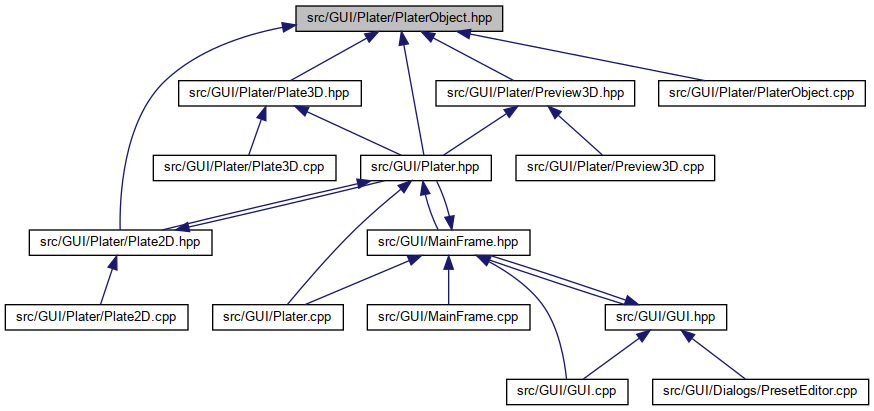 src/GUI/Plater/PlaterObject.hpp
src/GUI/Plater/Plate3D.hpp
src/GUI/Plater/Preview3D.hpp
src/GUI/Plater/PlaterObject.cpp
src/GUI/Plater/Plate3D.cpp
src/GUI/Plater.hpp
src/GUI/Plater/Preview3D.cpp
src/GUI/Plater/Plate2D.hpp
src/GUI/MainFrame.hpp
src/GUI/Plater/Plate2D.cpp
src/GUI/Plater.cpp
src/GUI/MainFrame.cpp
src/GUI/GUI.hpp
src/GUI/GUI.cpp
src/GUI/Dialogs/PresetEditor.cpp